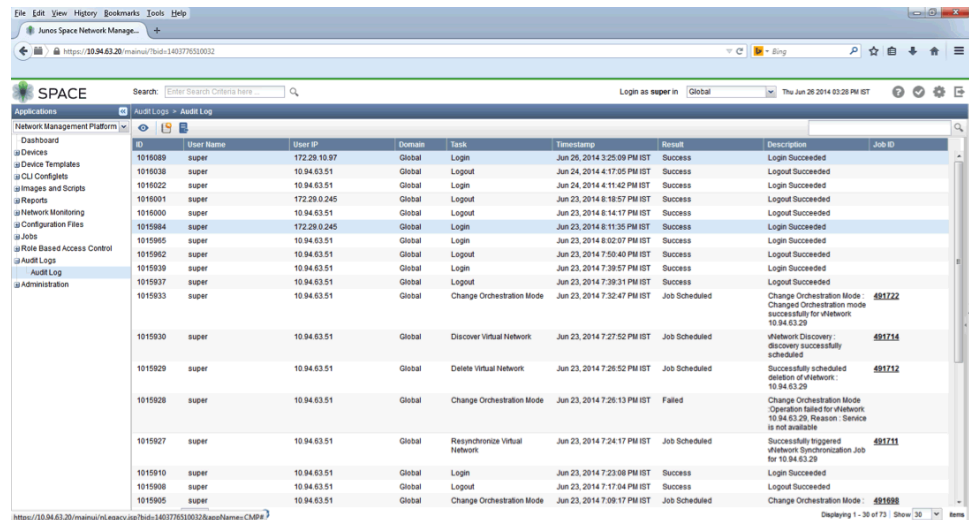 File Edit View History Bookmarks Tools Help
Junos Space Network Manage... +
https://10.94.63.20/mainui/?bid=1403776510032
Bing
SPACE
Search: Enter Search Criteria here ...
Login as super in Global Thu Jun 26 2014 03:28 PM IST
Applications
Audit Logs > Audit Log
Network Management Platform
Dashboard
Devices
Device Templates
CLI Configlets
Images and Scripts
Reports
Network Monitoring
Configuration Files
Jobs
Role Based Access Control
Audit Logs
Audit Log
Administration
ID User Name User IP Domain Task Timestamp Result Description Job ID
1016089 super 172.29.10.97 Global Login Jun 26, 2014 3:25:09 PM IST Success Login Succeeded
1016038 super 10.94.63.51 Global Logout Jun 24, 2014 4:17:05 PM IST Success Logout Succeeded
1016022 super 10.94.63.51 Global Login Jun 24, 2014 4:11:42 PM IST Success Login Succeeded
1016001 super 172.29.0.245 Global Logout Jun 23, 2014 8:18:57 PM IST Success Logout Succeeded
1016000 super 10.94.63.51 Global Logout Jun 23, 2014 8:14:17 PM IST Success Logout Succeeded
1015984 super 172.29.0.245 Global Login Jun 23, 2014 8:11:35 PM IST Success Login Succeeded
1015965 super 10.94.63.51 Global Login Jun 23, 2014 8:02:07 PM IST Success Login Succeeded
1015962 super 10.94.63.51 Global Logout Jun 23, 2014 7:50:40 PM IST Success Logout Succeeded
1015939 super 10.94.63.51 Global Login Jun 23, 2014 7:39:57 PM IST Success Login Succeeded
1015937 super 10.94.63.51 Global Logout Jun 23, 2014 7:39:31 PM IST Success Logout Succeeded
1015933 super 10.94.63.51 Global Change Orchestration Mode Jun 23, 2014 7:32:47 PM IST Job Scheduled Change Orchestration Mode : 491722
Changed Orchestration mode
successfully for vNetwork
10.94.63.29
1015930 super 10.94.63.51 Global Discover Virtual Network Jun 23, 2014 7:27:52 PM IST Job Scheduled vNetwork Discovery : 491714
discovery successfully
scheduled
1015929 super 10.94.63.51 Global Delete Virtual Network Jun 23, 2014 7:26:52 PM IST Job Scheduled Successfully scheduled 491712
deletion of vNetwork :
10.94.63.29
1015928 super 10.94.63.51 Global Change Orchestration Mode Jun 23, 2014 7:26:13 PM IST Failed Change Orchestration Mode
:Operation failed for vNetwork
10.94.63.29, Reason : Service
is not available
1015927 super 10.94.63.51 Global Resynchronize Virtual Jun 23, 2014 7:24:17 PM IST Job Scheduled Successfully triggered 491711
Network vNetwork Synchronization Job
for 10.94.63.29
1015910 super 10.94.63.51 Global Login Jun 23, 2014 7:23:08 PM IST Success Login Succeeded
1015908 super 10.94.63.51 Global Logout Jun 23, 2014 7:17:04 PM IST Success Logout Succeeded
1015905 super 10.94.63.51 Global Change Orchestration Mode Jun 23, 2014 7:09:17 PM IST Job Scheduled Change Orchestration Mode : 491698
https://10.94.63.20/mainui/nLegacy.jsp?bid=1403776510032&appName=CMP#
Displaying 1 - 30 of 73 Show 30 items